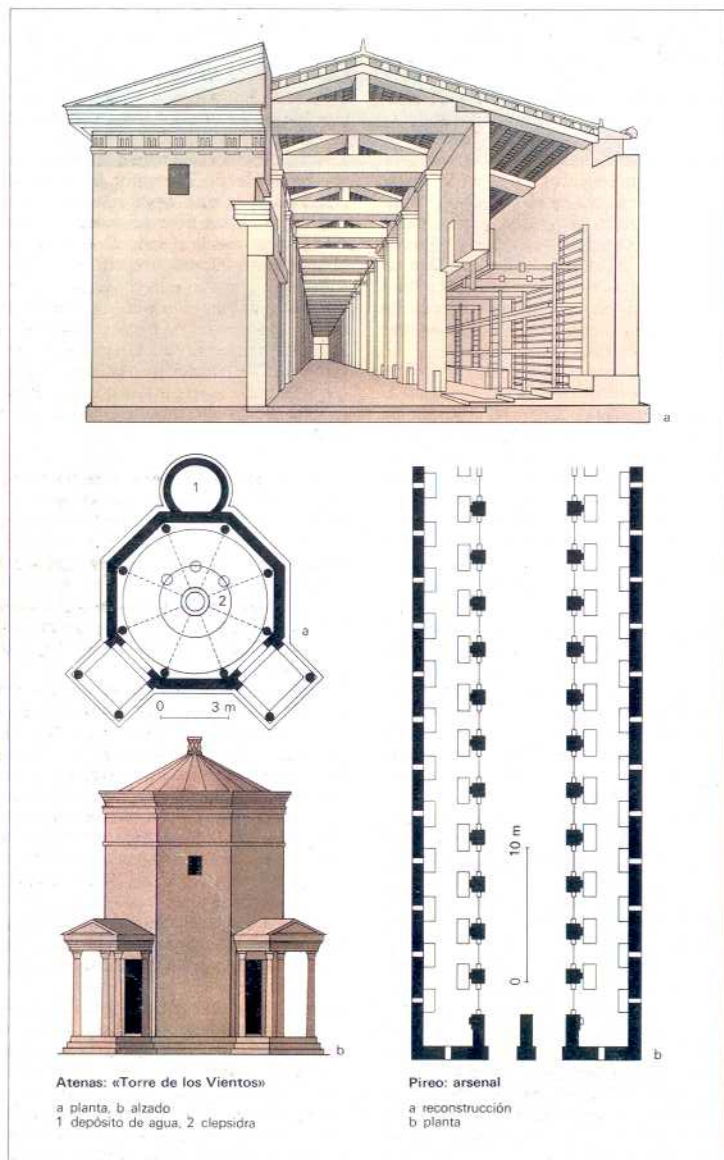 a
1
2
a
0 3 m
0 10 m
b
b
Atenas: «Torre de los Vientos»
a planta, b alzado
1 depósito de agua, 2 clepsidra
Pireo: arsenal
a reconstrucción
b planta